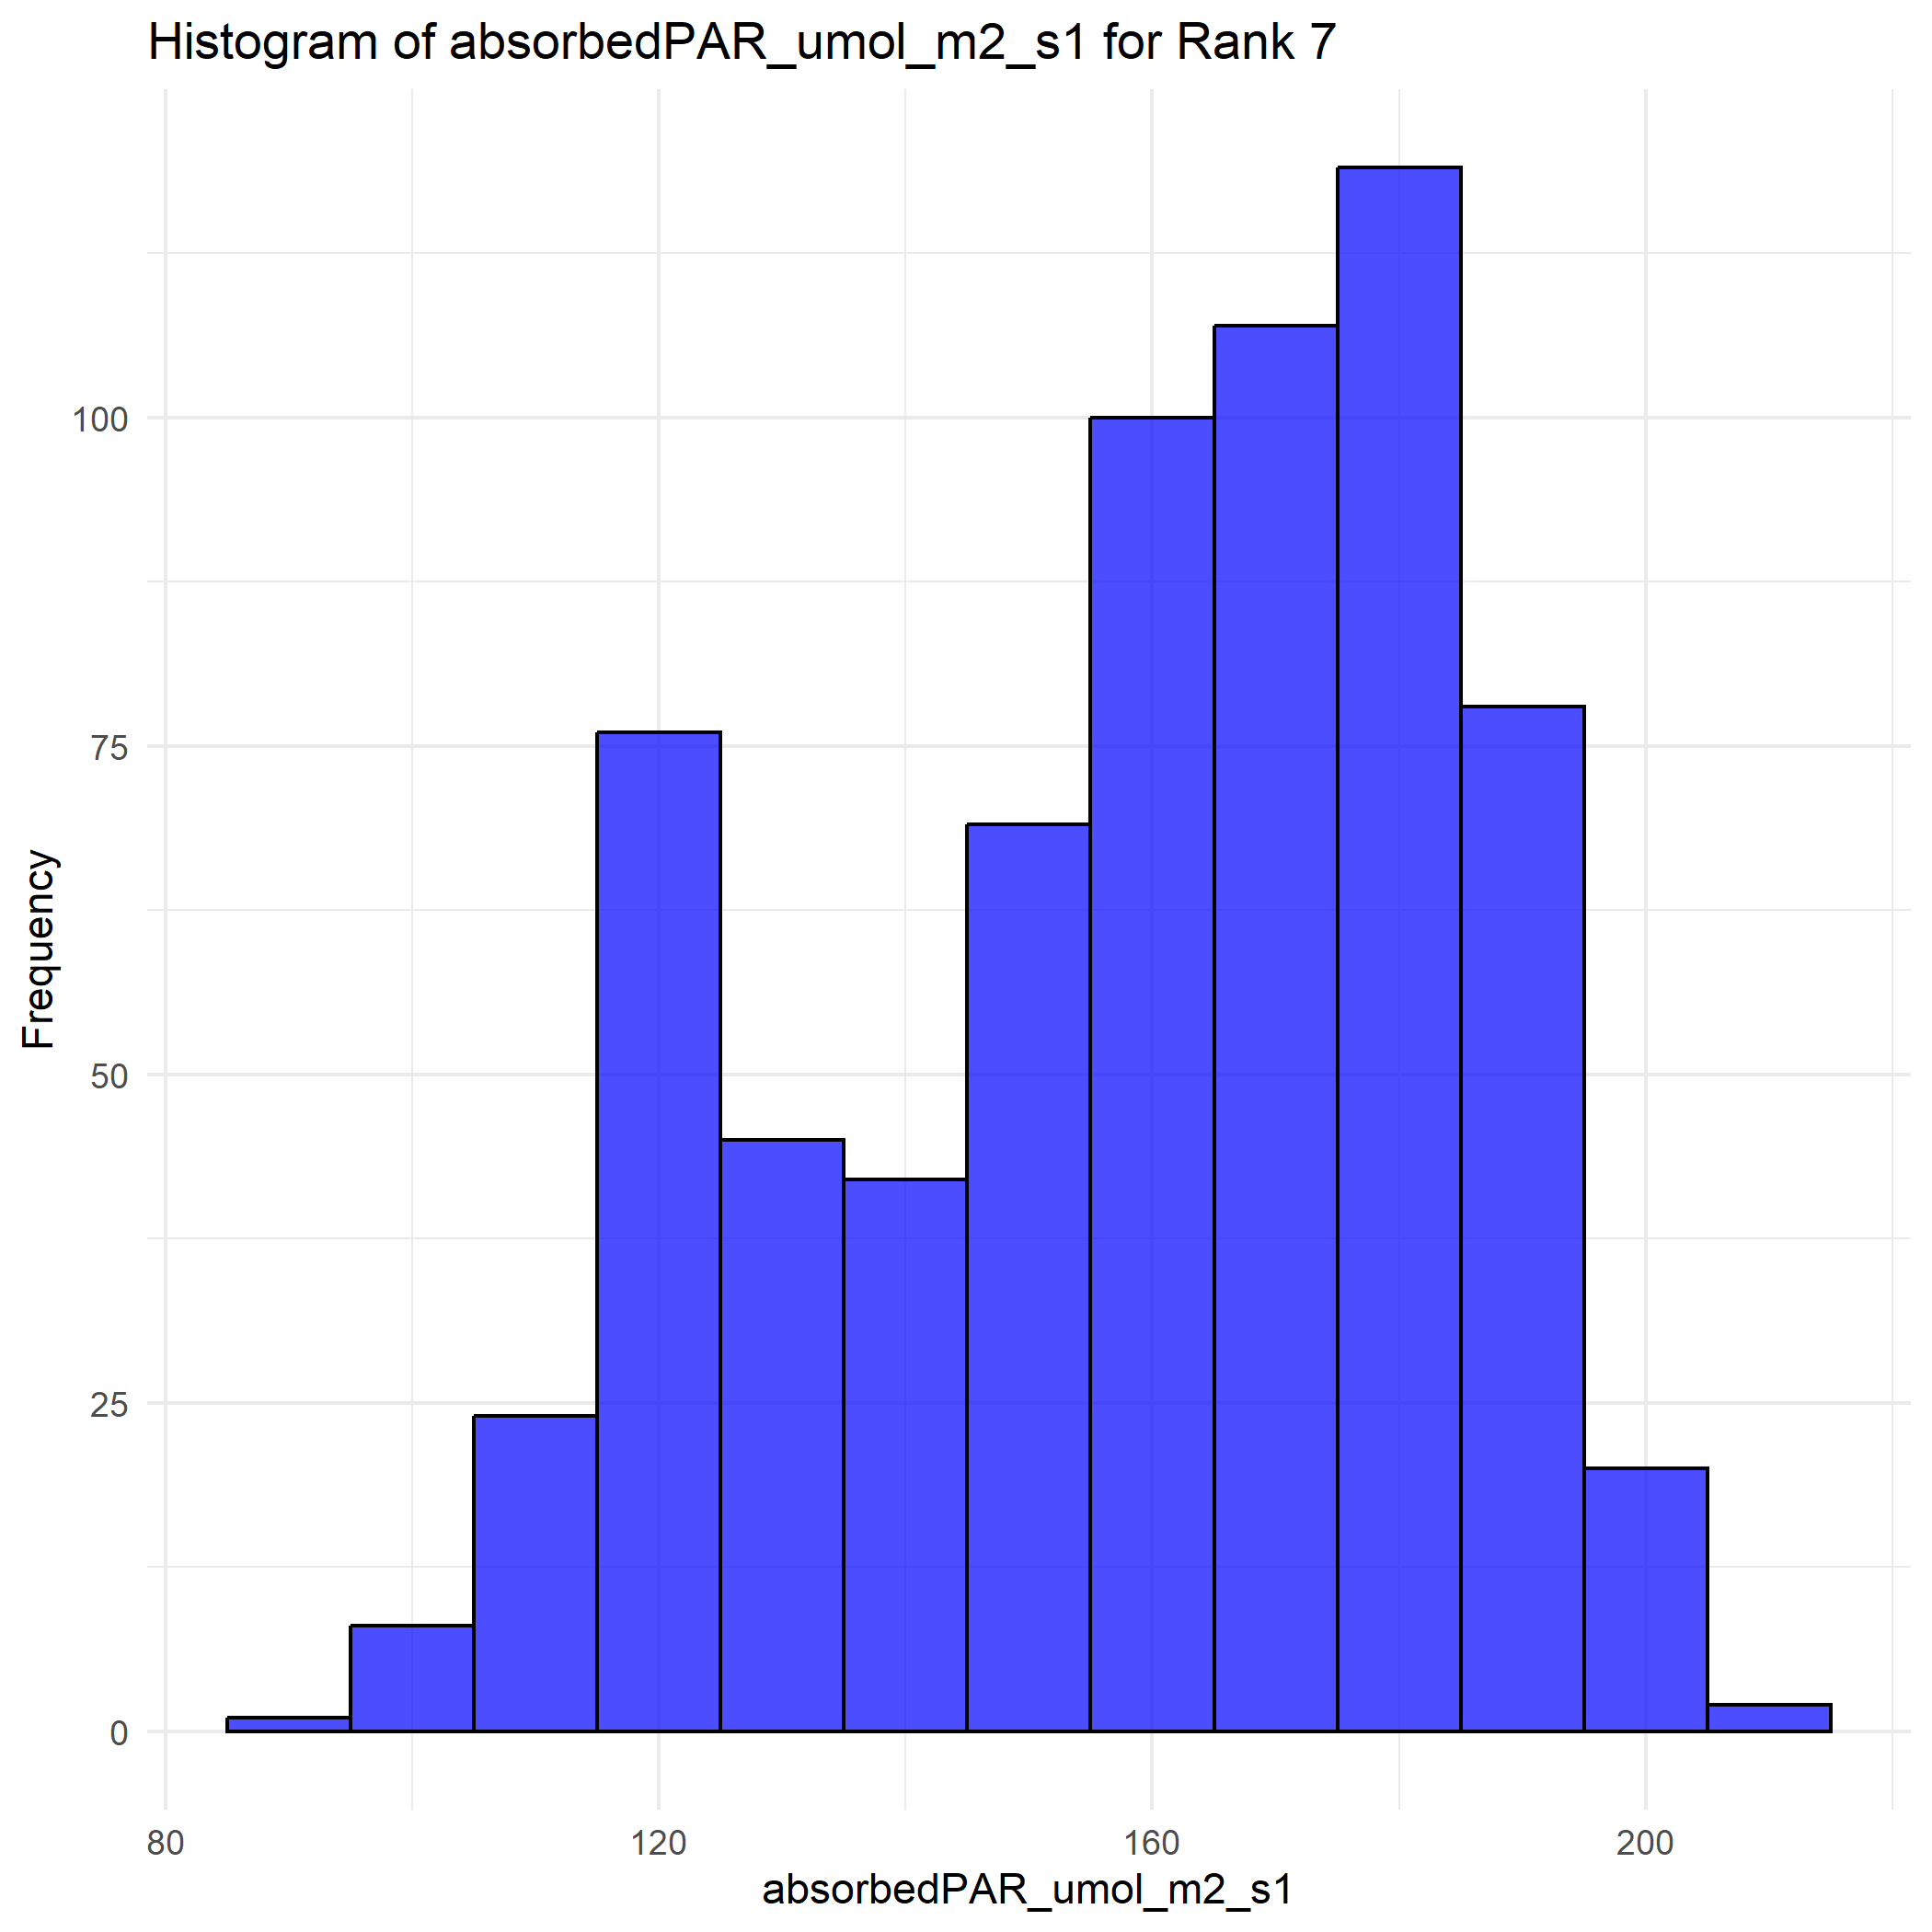 Histogram of absorbedPAR_umol_m2_s1 for Rank 7
Frequency
100
75
50
25
0
80 120 160 200
absorbedPAR_umol_m2_s1